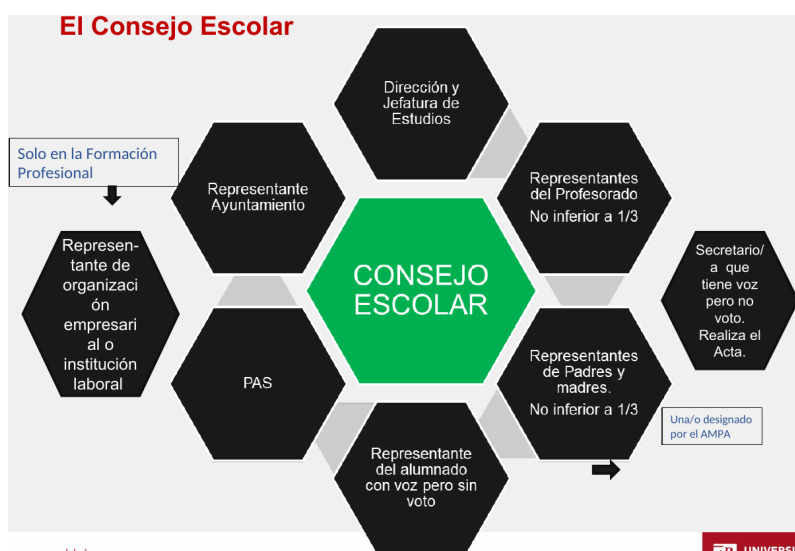 El Consejo Escolar
Dirección y
Jefatura de
Estudios
Solo en la Formación
Profesional
Representante
Ayuntamiento
Representantes
del Profesorado
No inferior a 1/3
Represen-
tante de
organizaci
ón
empresari
al o
institución
laboral
CONSEJO
ESCOLAR
Secretario/
a que
tiene voz
pero no
voto.
Realiza el
Acta.
PAS
Representantes
de Padres y
madres.
No inferior a 1/3
Una/o designado
por el AMPA
Representante
del alumnado
con voz pero sin
voto